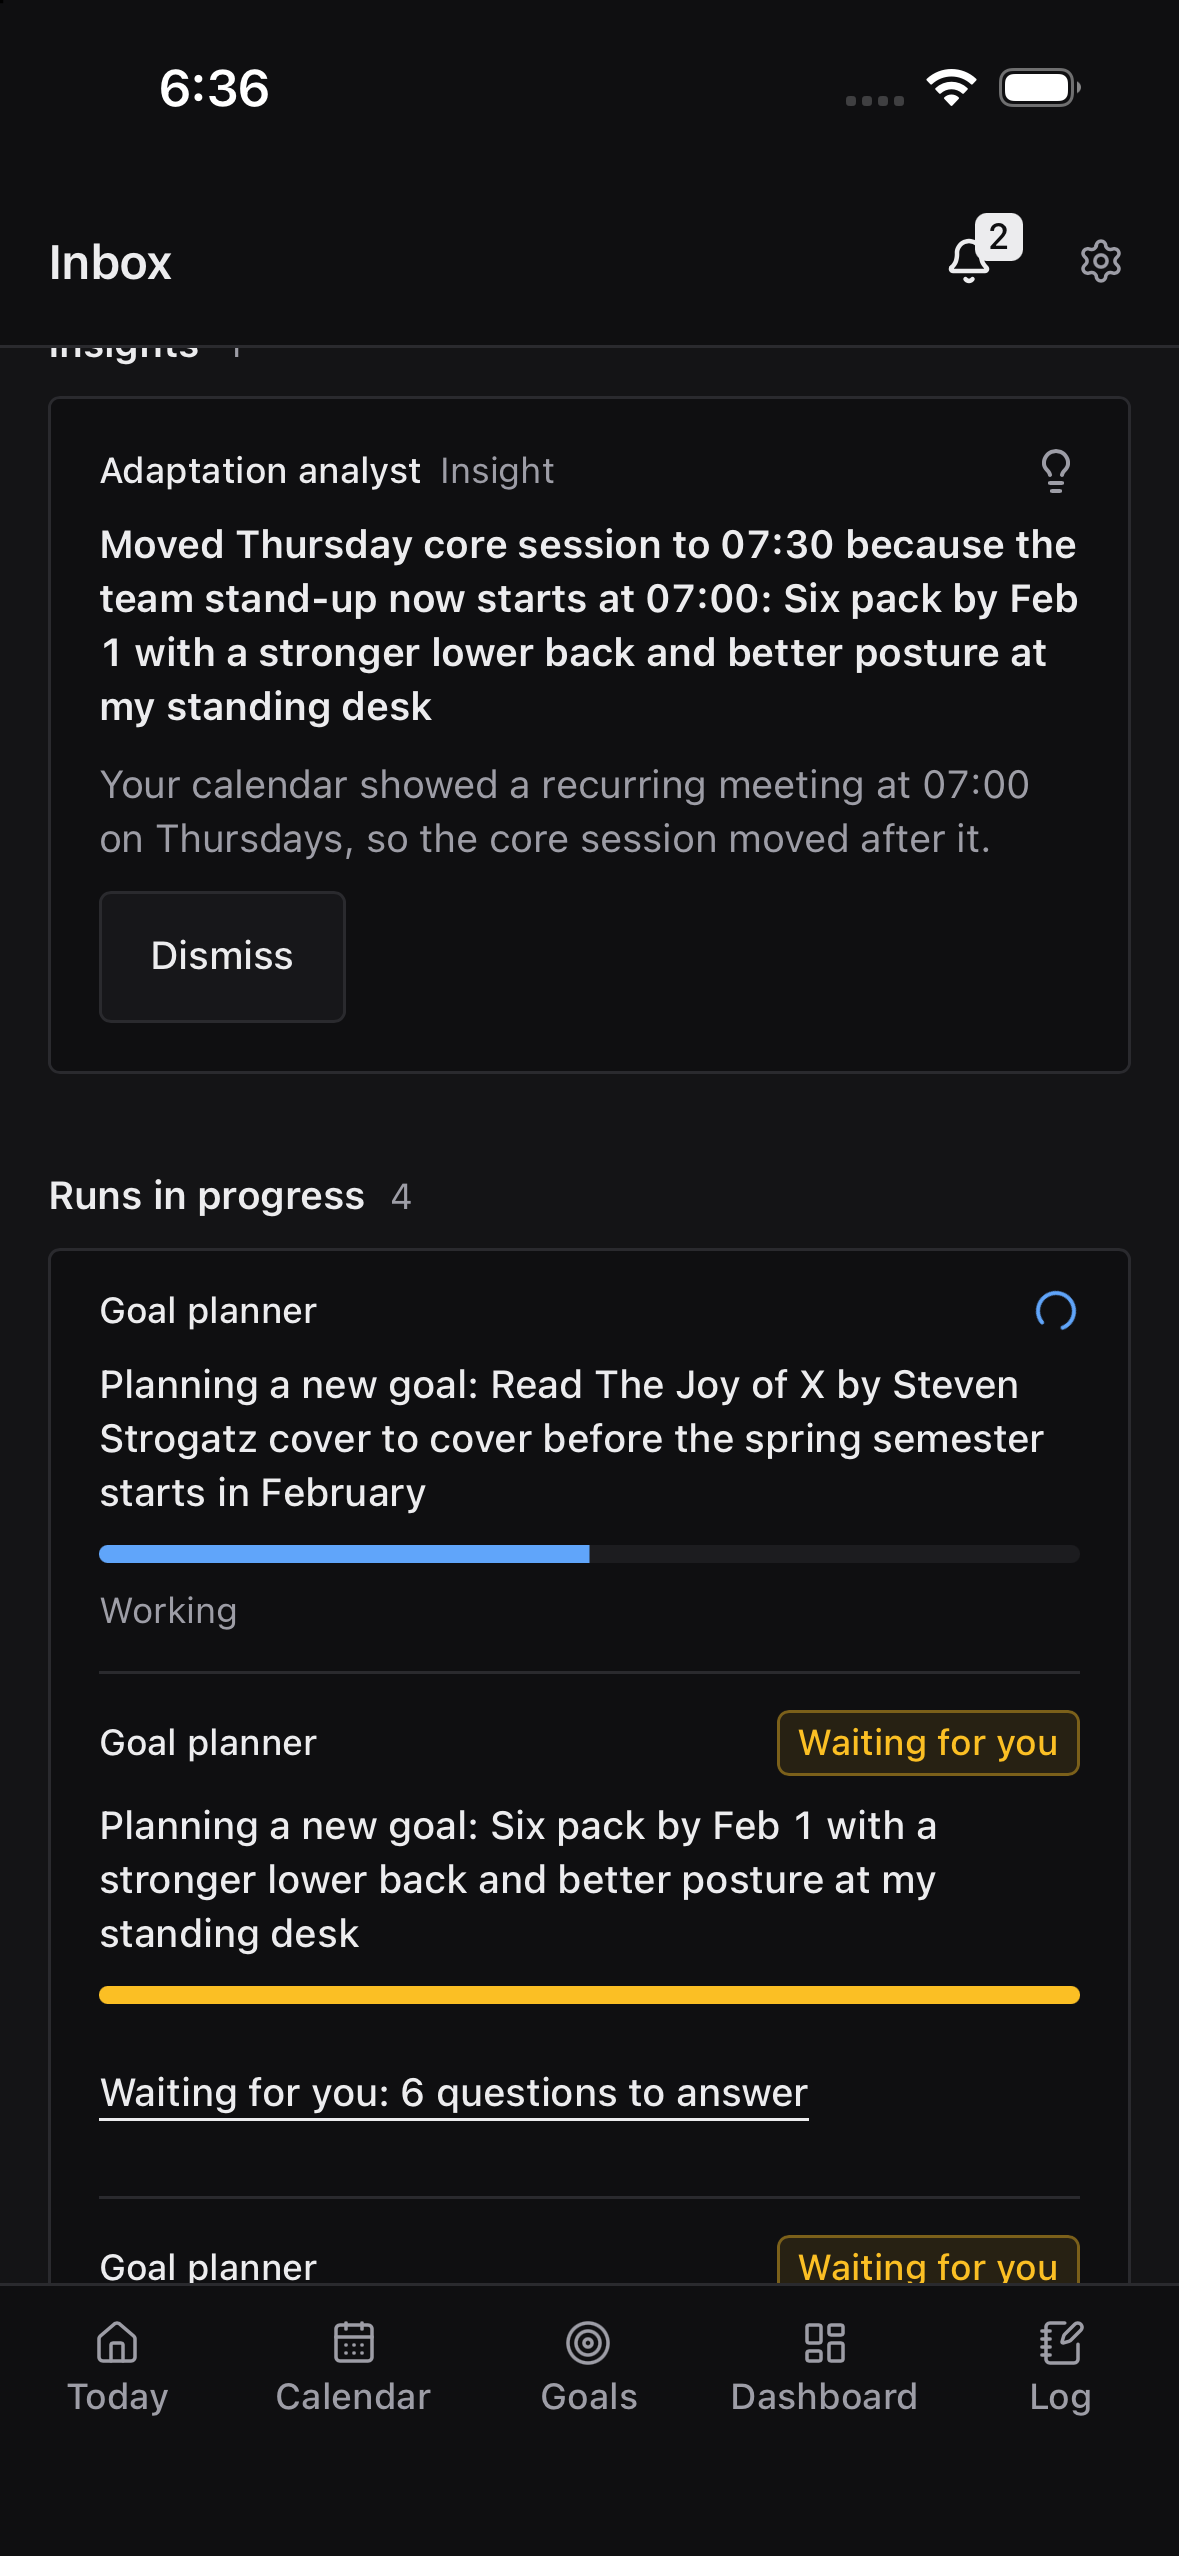 6:36
Inbox
2
Insights 1
Adaptation analyst Insight
Moved Thursday core session to 07:30 because the
team stand-up now starts at 07:00: Six pack by Feb
1 with a stronger lower back and better posture at
my standing desk
Your calendar showed a recurring meeting at 07:00
on Thursdays, so the core session moved after it.
Dismiss
Runs in progress 4
Goal planner
Planning a new goal: Read The Joy of X by Steven
Strogatz cover to cover before the spring semester
starts in February
Working
Goal planner Waiting for you
Planning a new goal: Six pack by Feb 1 with a
stronger lower back and better posture at my
standing desk
Waiting for you: 6 questions to answer
Goal planner Waiting for you
Today Calendar Goals Dashboard Log